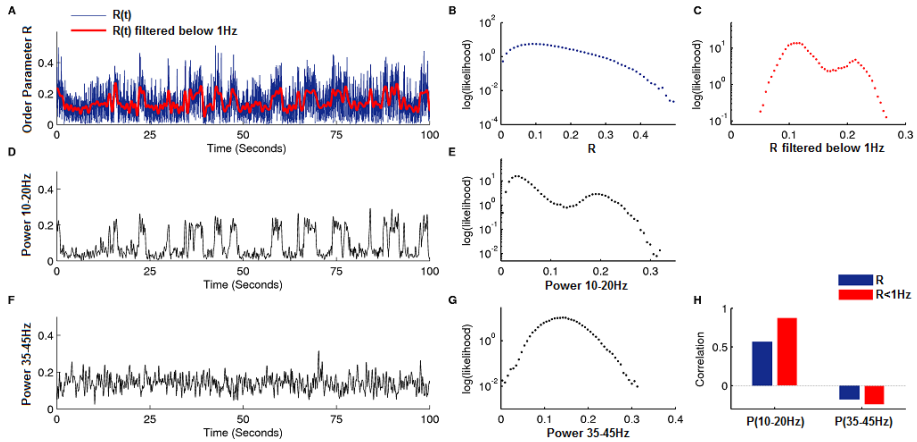 A
R(t)
R(t) filtered below 1Hz
Order Parameter R
0.4
0.2
0
0 25 50 75 100
Time (Seconds)
B
log(likelihood)
10^2
10^0
10^-2
10^-4
0 0.1 0.2 0.3 0.4
R
C
log(likelihood)
10^1
10^0
10^-1
0 0.1 0.2 0.3
R filtered below 1Hz
D
Power 10-20Hz
0.4
0.2
0
0 25 50 75 100
Time (Seconds)
E
log(likelihood)
10^1
10^0
10^-1
10^-2
0 0.1 0.2 0.3
Power 10-20Hz
F
Power 35-45Hz
0.4
0.2
0
0 25 50 75 100
Time (Seconds)
G
log(likelihood)
10^0
10^-2
0 0.1 0.2 0.3 0.4
Power 35-45Hz
H
R
R<1Hz
Correlation
1
0.5
0
P(10-20Hz) P(35-45Hz)